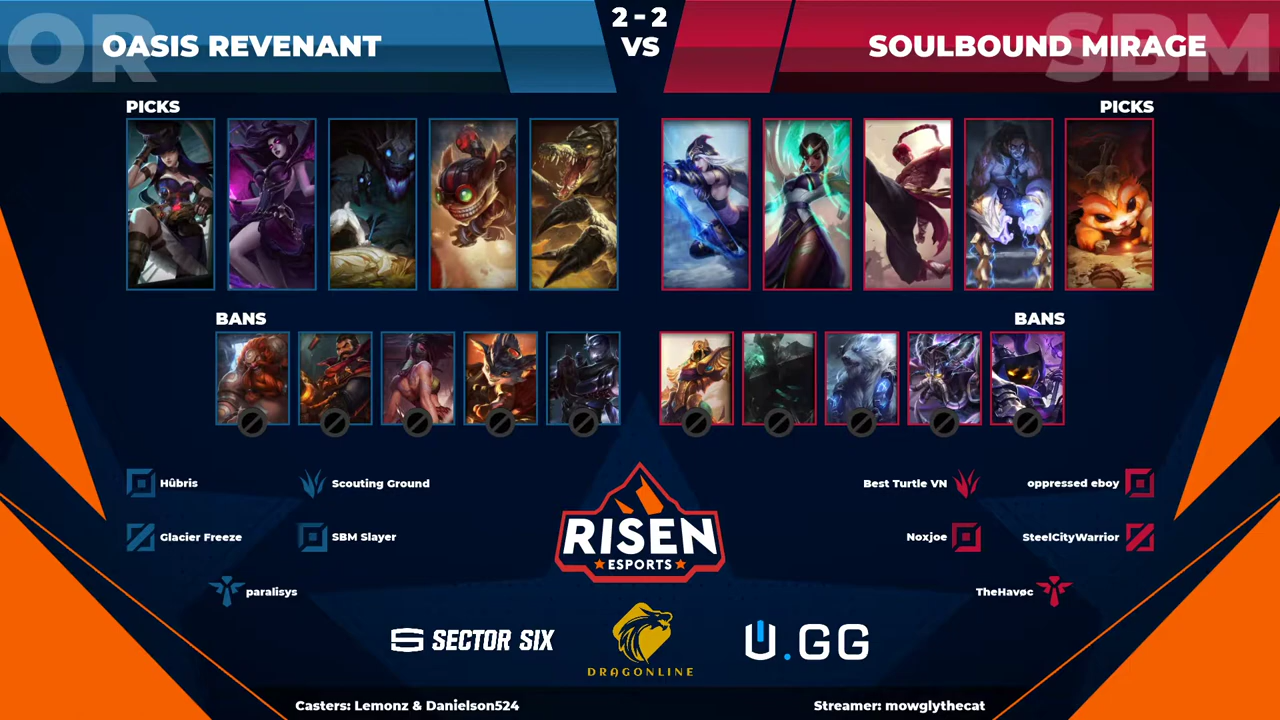 OR
OASIS REVENANT
2 - 2
VS
SOULBOUND MIRAGE
SBM
PICKS
PICKS
BANS
BANS
Hûbris
Scouting Ground
Best Turtle VN
oppressed eboy
Glacier Freeze
SBM Slayer
Noxjoe
SteelCityWarrior
paralisys
TheHavøc
RISEN
ESPORTS
SECTOR SIX
DRAGONLINE
U.GG
Casters: Lemonz & Danielson524
Streamer: mowglythecat